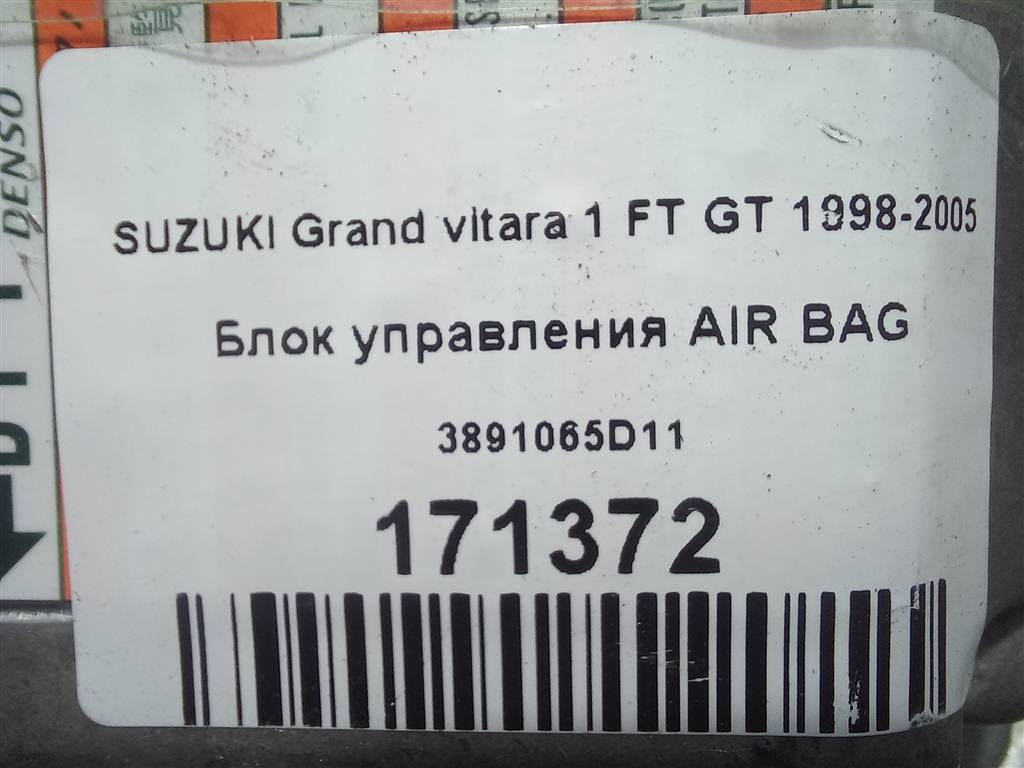 DENSO
SUZUKI Grand vitara 1 FT GT 1998-2005
Блок управления AIR BAG
3891065D11
171372